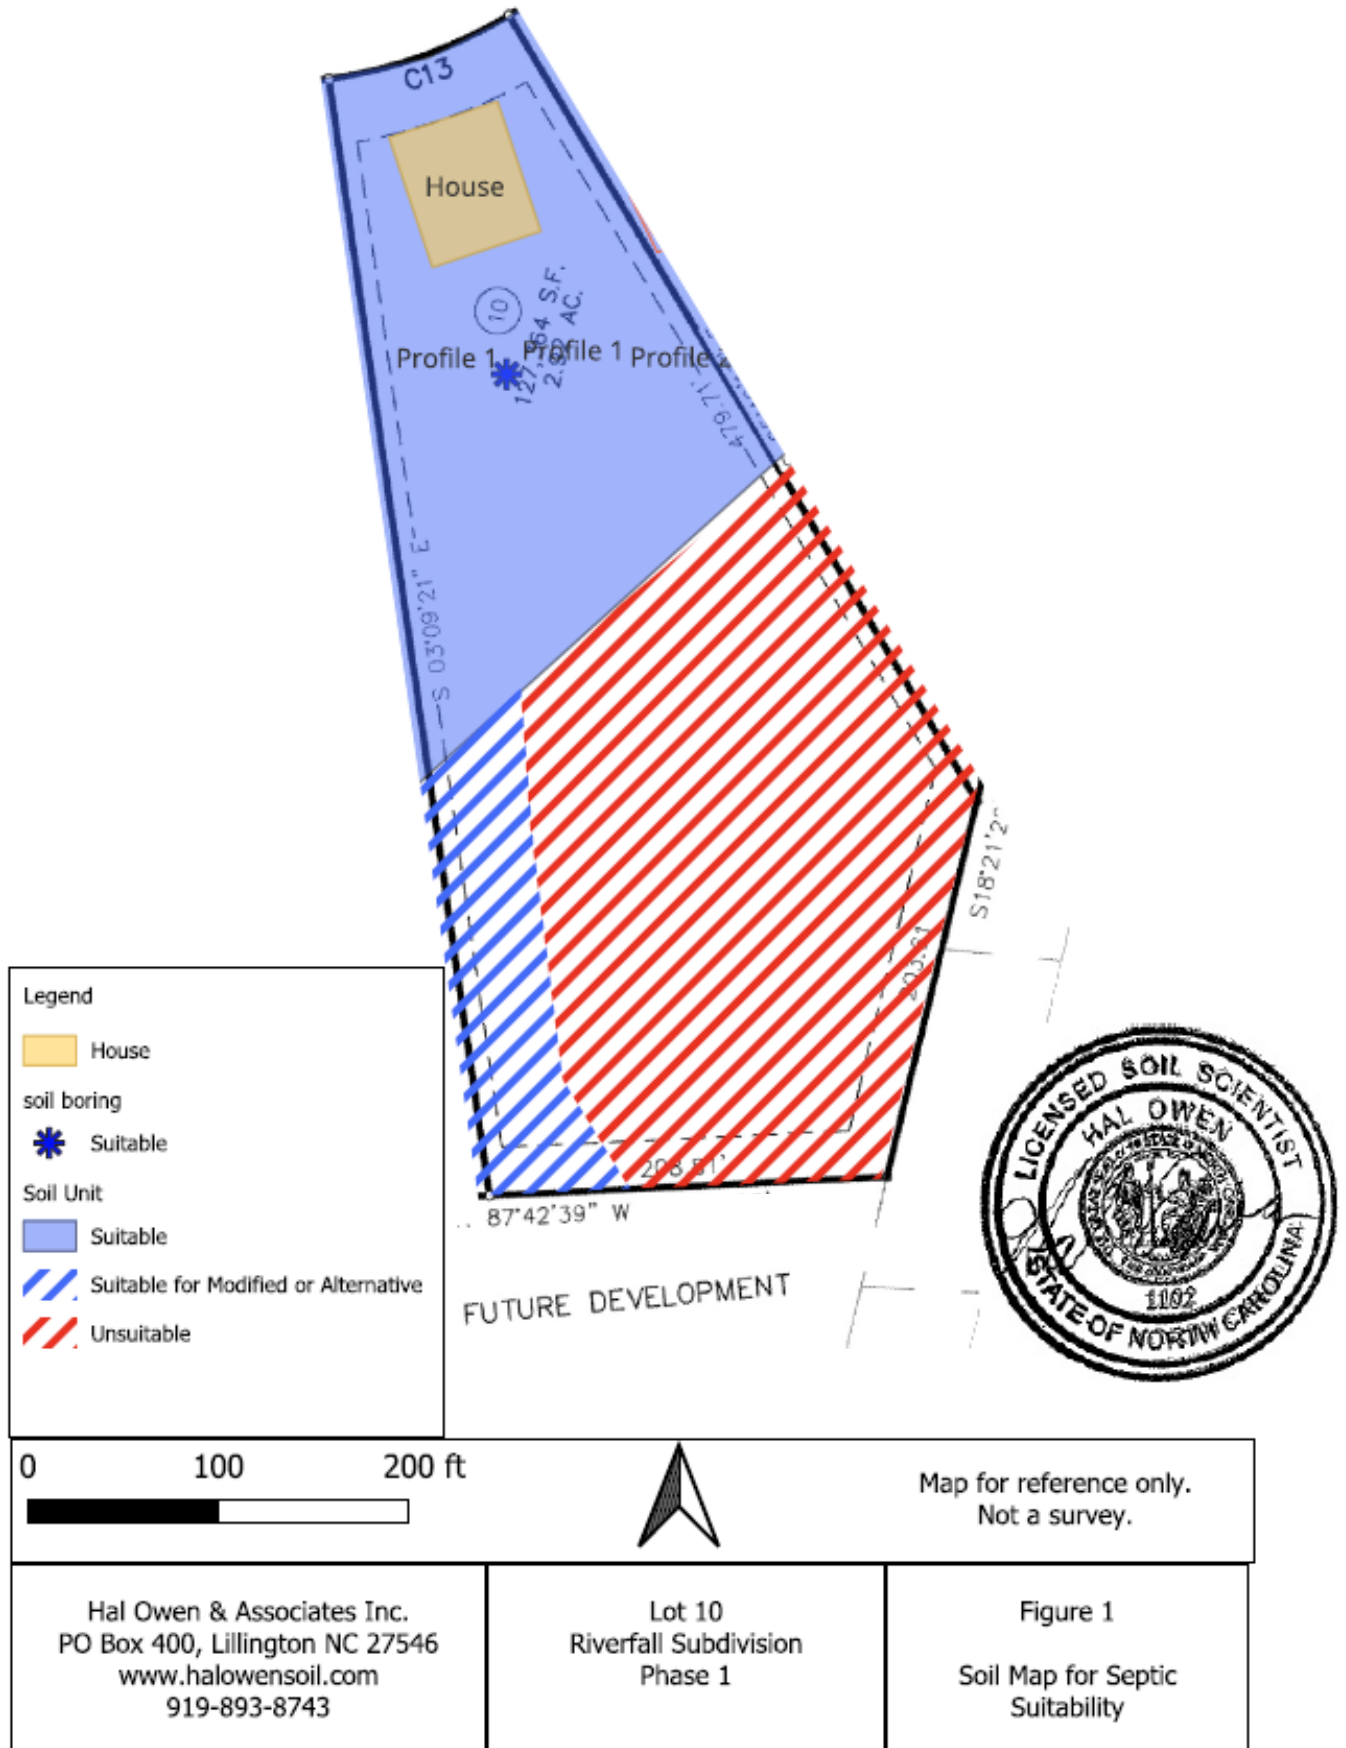 C13
House
10
127,464 S.F.
2.92 AC.
Profile 1
Profile 1
Profile
479.71'
S 03°09'21" E
S18°21'2"
208.81'
87°42'39" W
FUTURE DEVELOPMENT
Legend
House
soil boring
Suitable
Soil Unit
Suitable
Suitable for Modified or Alternative
Unsuitable
LICENSED SOIL SCIENTIST
HAL OWEN
1102
STATE OF NORTH CAROLINA
0 100 200 ft
Map for reference only.
Not a survey.
Hal Owen & Associates Inc.
PO Box 400, Lillington NC 27546
www.halowensoil.com
919-893-8743
Lot 10
Riverfall Subdivision
Phase 1
Figure 1
Soil Map for Septic
Suitability